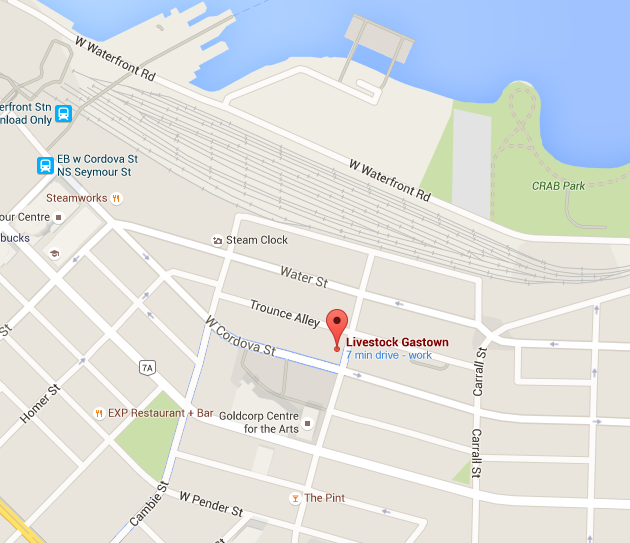 W Waterfront Rd
erfront Stn
nload Only
EB w Cordova St
NS Seymour St
W Waterfront Rd
CRAB Park
Steamworks
our Centre
bucks
Steam Clock
Water St
Trounce Alley
W Cordova St
Livestock Gastown
7 min drive - work
St
7A
Homer St
Carrall St
EXP Restaurant + Bar
Goldcorp Centre
for the Arts
Carrall St
Cambie St
W Pender St
The Pint